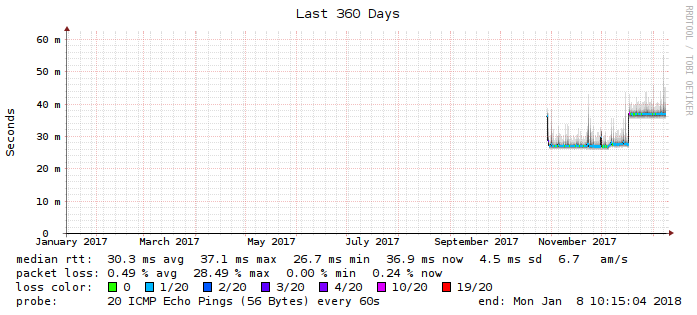 Last 360 Days
RRDTOOL / TOBI OETIKER
Seconds
60 m
50 m
40 m
30 m
20 m
10 m
0
January 2017 March 2017 May 2017 July 2017 September 2017 November 2017
median rtt: 30.3 ms avg 37.1 ms max 26.7 ms min 36.9 ms now 4.5 ms sd 6.7 am/s
packet loss: 0.49 % avg 28.49 % max 0.00 % min 0.24 % now
loss color: 0 1/20 2/20 3/20 4/20 10/20 19/20
probe: 20 ICMP Echo Pings (56 Bytes) every 60s end: Mon Jan 8 10:15:04 2018